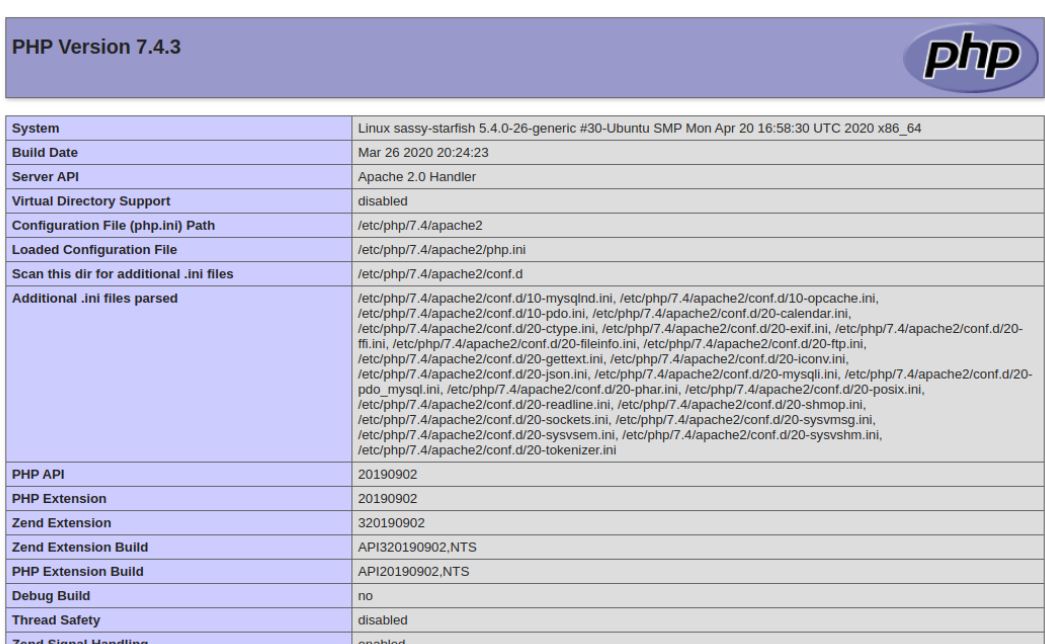 PHP Version 7.4.3
php
System Linux sassy-starfish 5.4.0-26-generic #30-Ubuntu SMP Mon Apr 20 16:58:30 UTC 2020 x86_64
Build Date Mar 26 2020 20:24:23
Server API Apache 2.0 Handler
Virtual Directory Support disabled
Configuration File (php.ini) Path /etc/php/7.4/apache2
Loaded Configuration File /etc/php/7.4/apache2/php.ini
Scan this dir for additional .ini files /etc/php/7.4/apache2/conf.d
Additional .ini files parsed /etc/php/7.4/apache2/conf.d/10-mysqlnd.ini, /etc/php/7.4/apache2/conf.d/10-opcache.ini,
/etc/php/7.4/apache2/conf.d/10-pdo.ini, /etc/php/7.4/apache2/conf.d/20-calendar.ini,
/etc/php/7.4/apache2/conf.d/20-ctype.ini, /etc/php/7.4/apache2/conf.d/20-exif.ini, /etc/php/7.4/apache2/conf.d/20-
ffi.ini, /etc/php/7.4/apache2/conf.d/20-fileinfo.ini, /etc/php/7.4/apache2/conf.d/20-ftp.ini,
/etc/php/7.4/apache2/conf.d/20-gettext.ini, /etc/php/7.4/apache2/conf.d/20-iconv.ini,
/etc/php/7.4/apache2/conf.d/20-json.ini, /etc/php/7.4/apache2/conf.d/20-mysqli.ini, /etc/php/7.4/apache2/conf.d/20-
pdo_mysql.ini, /etc/php/7.4/apache2/conf.d/20-phar.ini, /etc/php/7.4/apache2/conf.d/20-posix.ini,
/etc/php/7.4/apache2/conf.d/20-readline.ini, /etc/php/7.4/apache2/conf.d/20-shmop.ini,
/etc/php/7.4/apache2/conf.d/20-sockets.ini, /etc/php/7.4/apache2/conf.d/20-sysvmsg.ini,
/etc/php/7.4/apache2/conf.d/20-sysvsem.ini, /etc/php/7.4/apache2/conf.d/20-sysvshm.ini,
/etc/php/7.4/apache2/conf.d/20-tokenizer.ini
PHP API 20190902
PHP Extension 20190902
Zend Extension 320190902
Zend Extension Build API320190902,NTS
PHP Extension Build API20190902,NTS
Debug Build no
Thread Safety disabled
Zend Signal Handling enabled